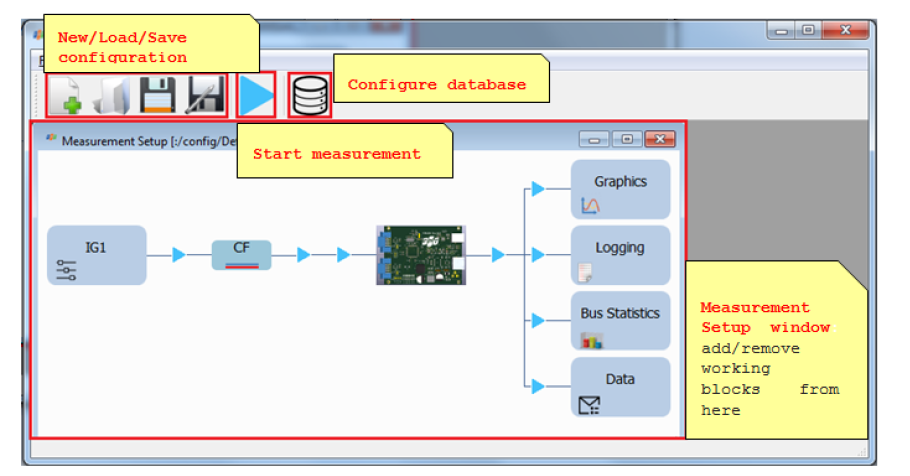 New/Load/Save
configuration
Configure database
Measurement Setup [:/config/De
Start measurement
Graphics
IG1
CF
Logging
Bus Statistics
Data
Measurement
Setup window
add/remove
working
blocks from
here